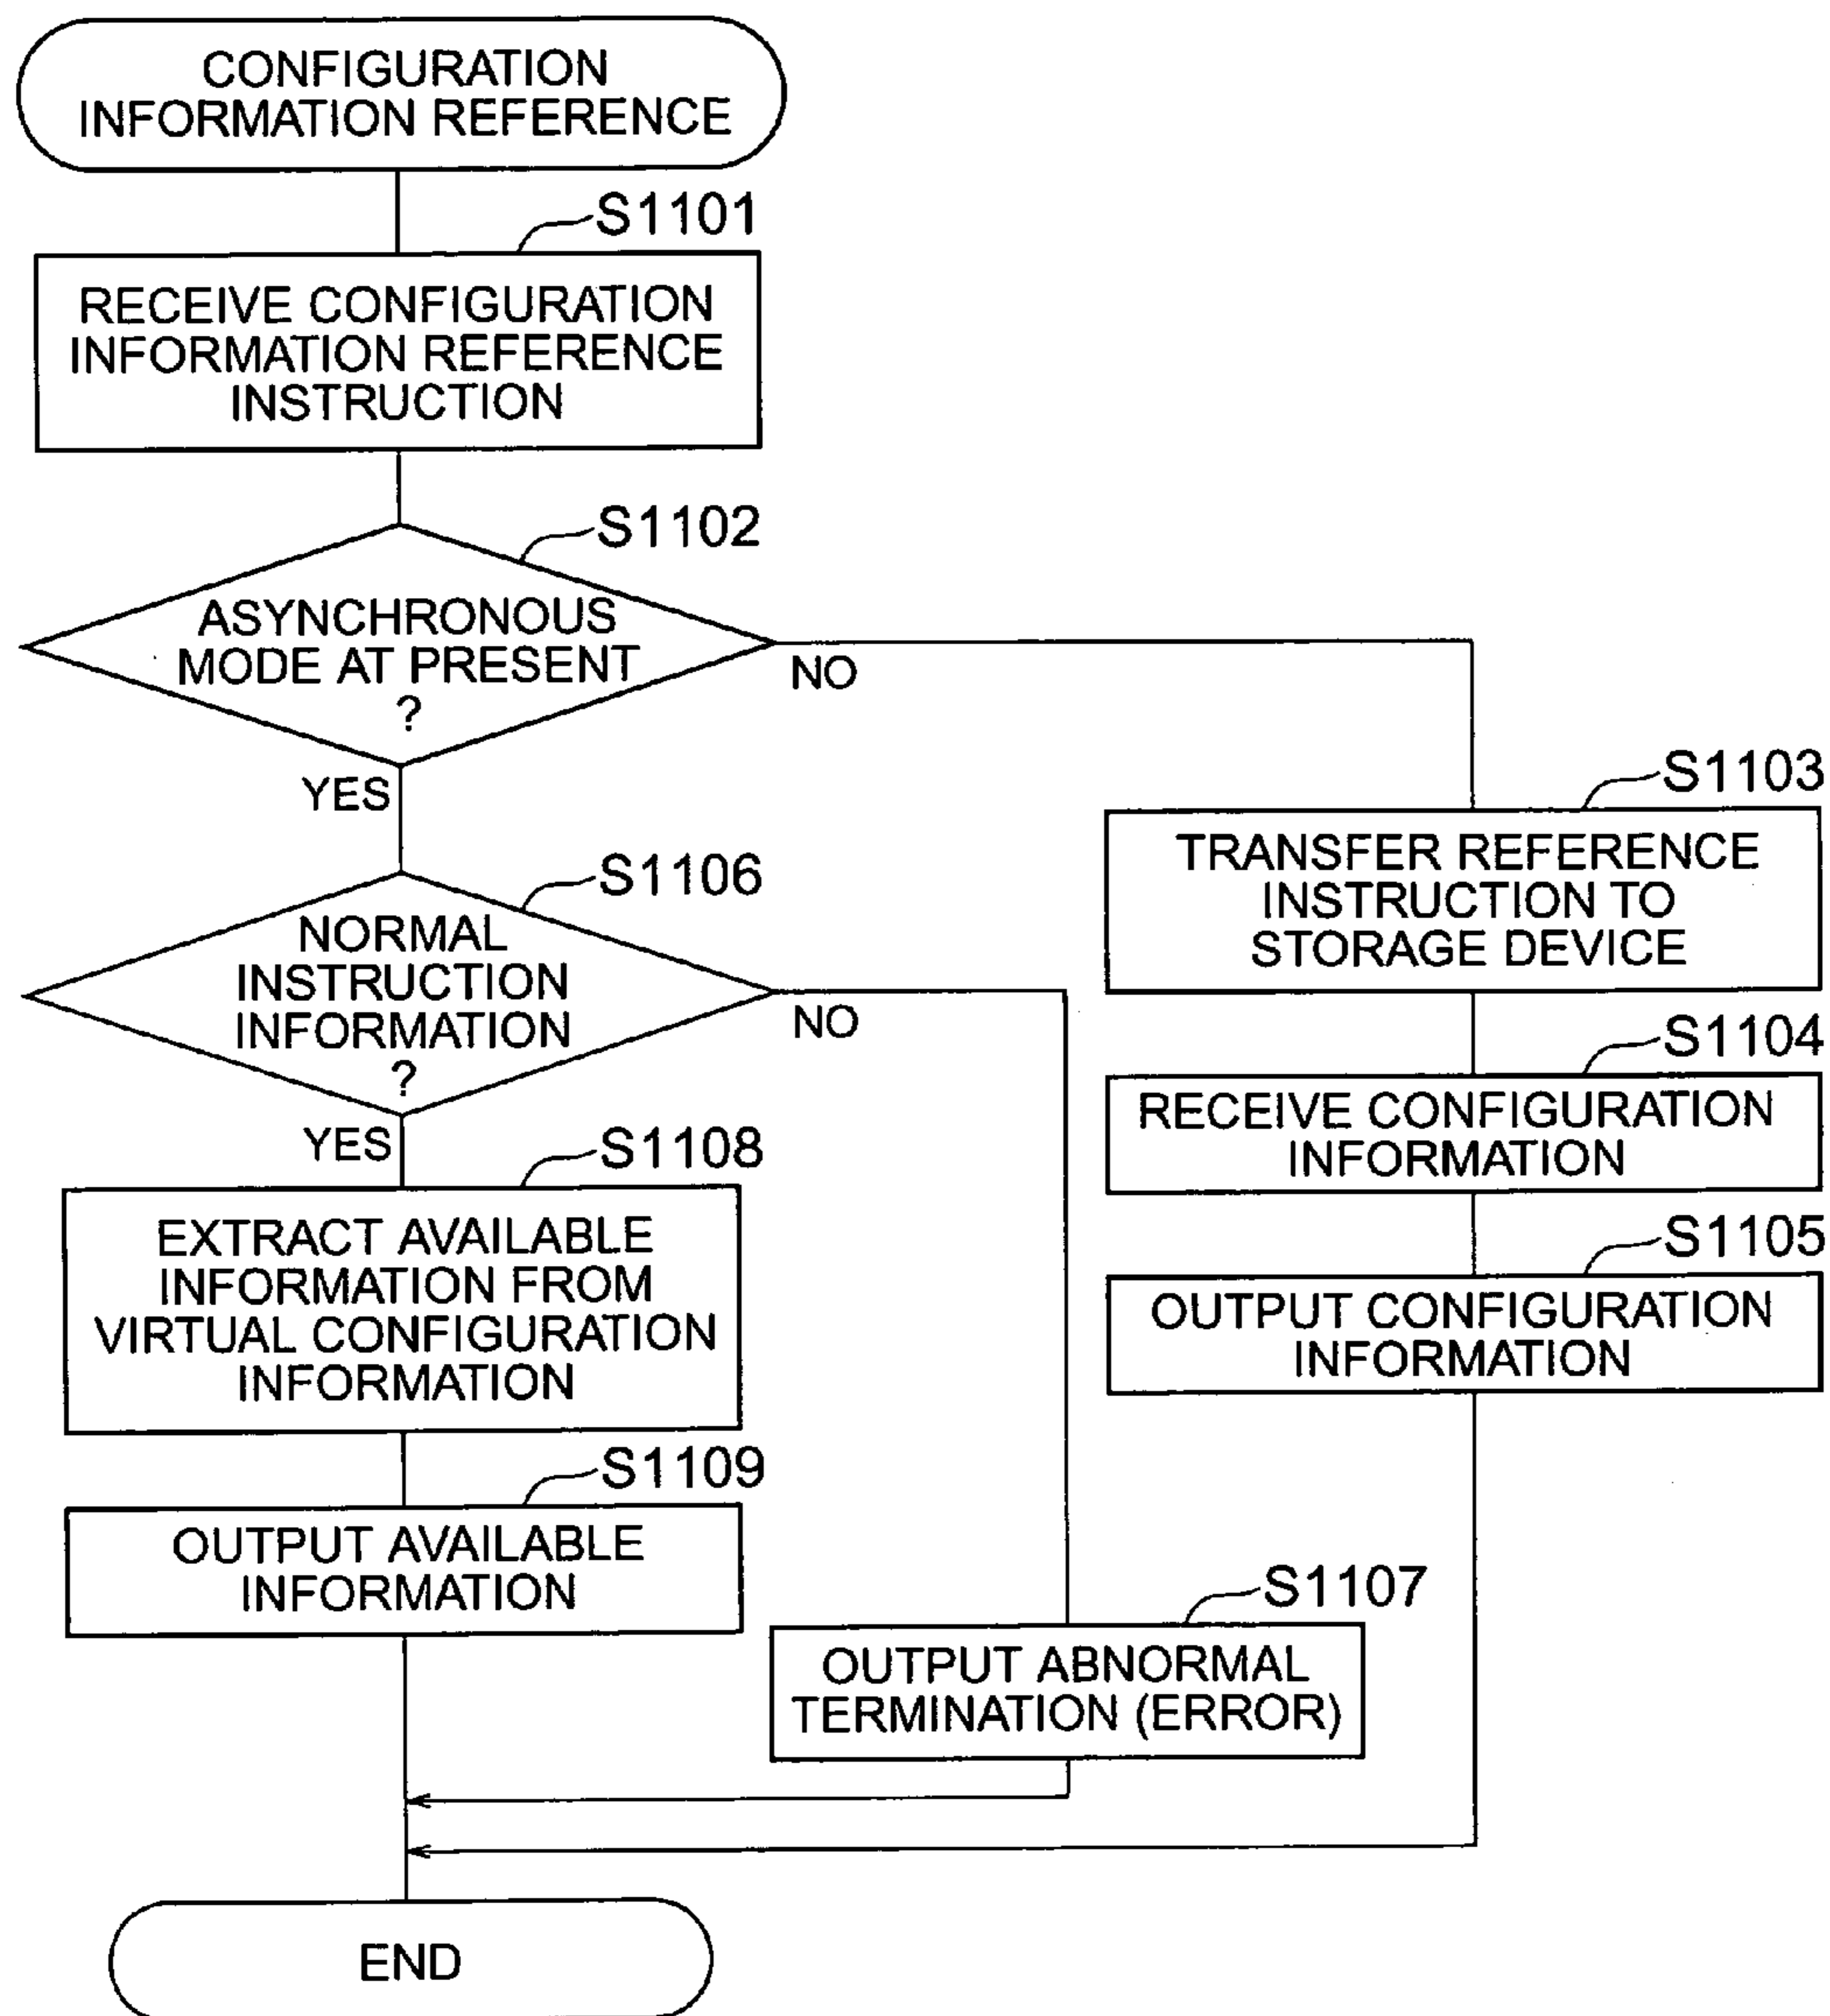 CONFIGURATION
INFORMATION REFERENCE
S1101
RECEIVE CONFIGURATION
INFORMATION REFERENCE
INSTRUCTION
S1102
ASYNCHRONOUS
MODE AT PRESENT
?
NO
YES
S1103
TRANSFER REFERENCE
INSTRUCTION TO
STORAGE DEVICE
S1104
RECEIVE CONFIGURATION
INFORMATION
S1105
OUTPUT CONFIGURATION
INFORMATION
S1106
NORMAL
INSTRUCTION
INFORMATION
?
NO
YES
S1108
EXTRACT AVAILABLE
INFORMATION FROM
VIRTUAL CONFIGURATION
INFORMATION
S1109
OUTPUT AVAILABLE
INFORMATION
S1107
OUTPUT ABNORMAL
TERMINATION (ERROR)
END